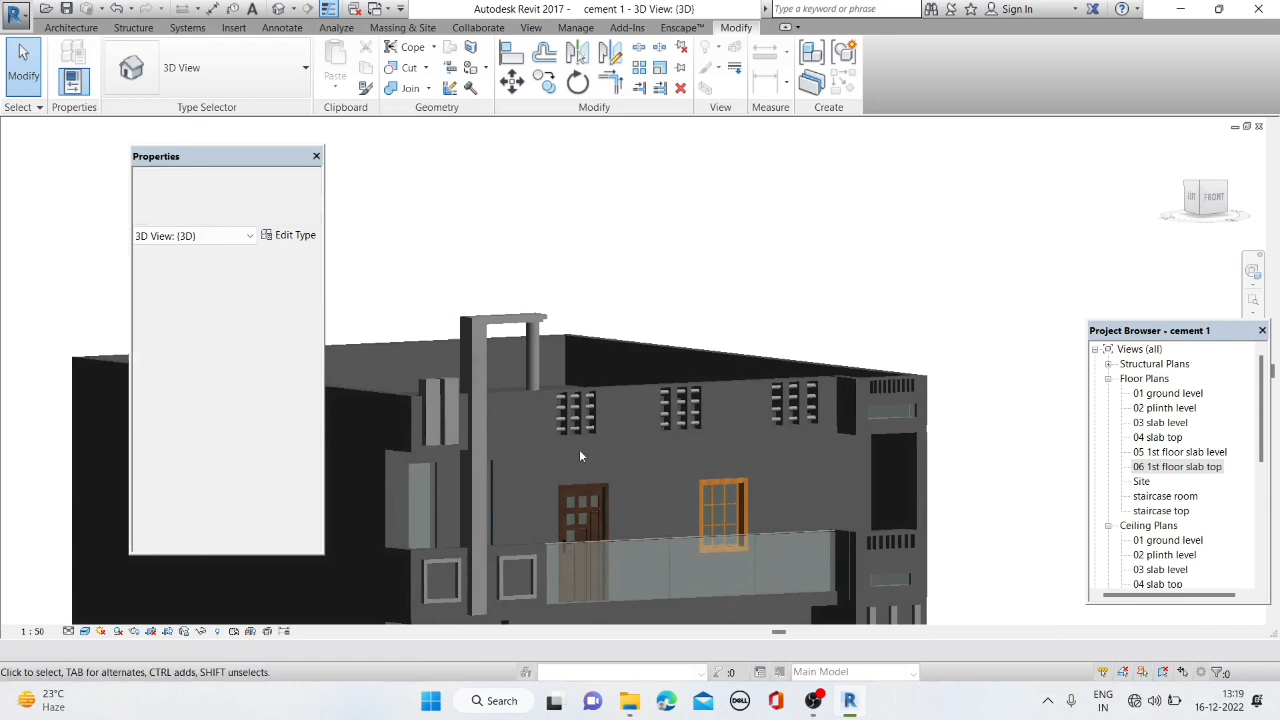 Autodesk Revit 2017 -     cement 1 - 3D View: {3D}
Type a keyword or phrase
Sign In
Architecture Structure Systems Insert Annotate Analyze Massing & Site Collaborate View Manage Add-Ins Enscape™ Modify
Modify
Select
Properties
3D View
Type Selector
Paste
Clipboard
Cope
Cut
Join
Geometry
Modify
View
Measure
Create
Properties
3D View: {3D}
Edit Type
FRONT
Project Browser - cement 1
Views (all)
Structural Plans
Floor Plans
01 ground level
02 plinth level
03 slab level
04 slab top
05 1st floor slab level
06 1st floor slab top
Site
staircase room
staircase top
Ceiling Plans
01 ground level
02 plinth level
03 slab level
04 slab top
1 : 50
Click to select, TAB for alternates, CTRL adds, SHIFT unselects.
:0
Main Model
:0
23°C
Haze
Search
DELL
ENG
IN
13:19
16-12-2022